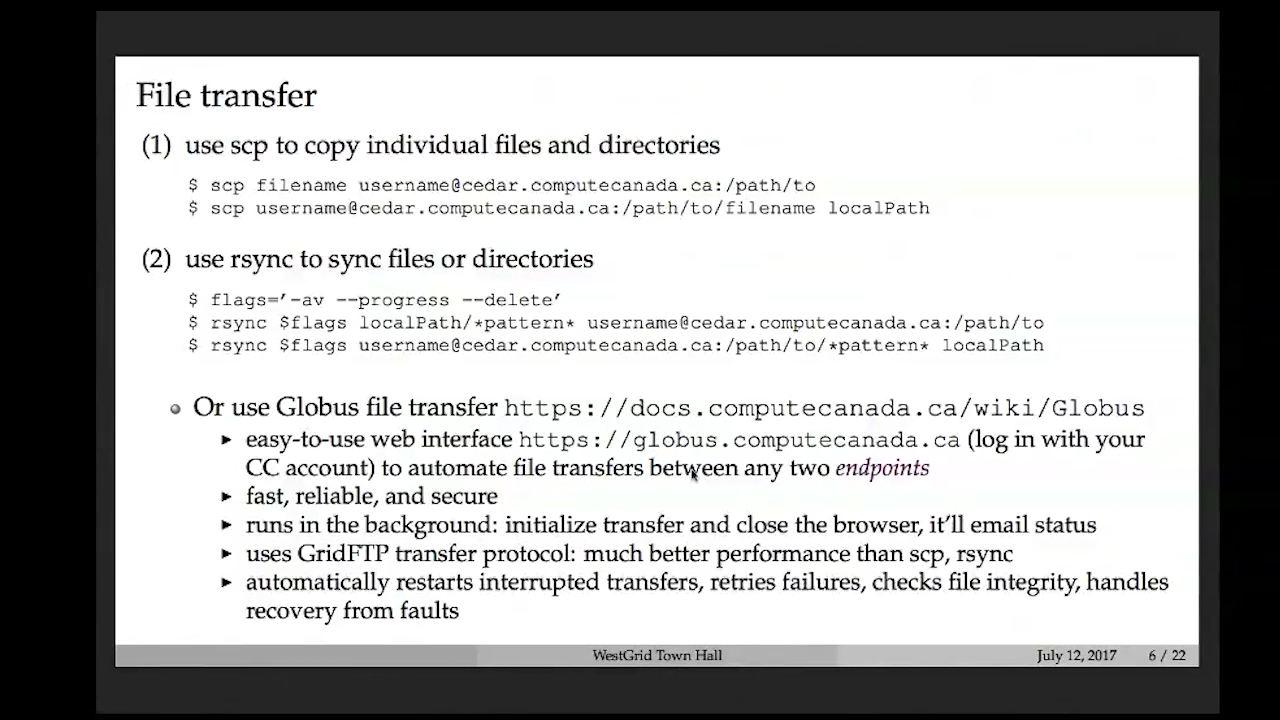 File transfer
(1) use scp to copy individual files and directories
$ scp filename username@cedar.computecanada.ca:/path/to
$ scp username@cedar.computecanada.ca:/path/to/filename localPath
(2) use rsync to sync files or directories
$ flags='-av --progress --delete'
$ rsync $flags localPath/*pattern* username@cedar.computecanada.ca:/path/to
$ rsync $flags username@cedar.computecanada.ca:/path/to/*pattern* localPath
Or use Globus file transfer https://docs.computecanada.ca/wiki/Globus
easy-to-use web interface https://globus.computecanada.ca (log in with your
CC account) to automate file transfers between any two endpoints
fast, reliable, and secure
runs in the background: initialize transfer and close the browser, it'll email status
uses GridFTP transfer protocol: much better performance than scp, rsync
automatically restarts interrupted transfers, retries failures, checks file integrity, handles
recovery from faults
WestGrid Town Hall July 12, 2017 6 / 22